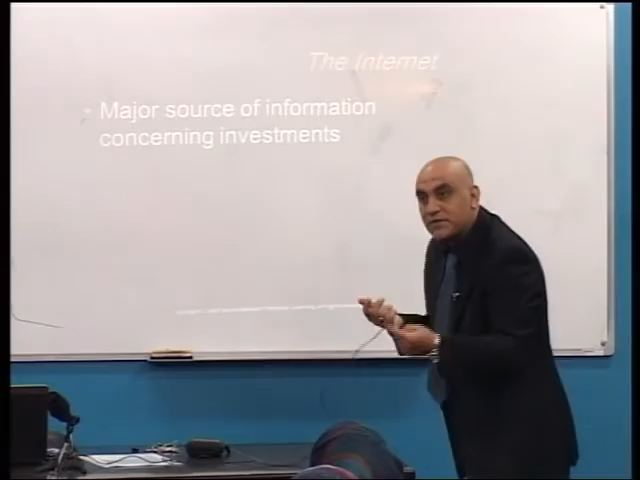 The Internet
• Major source of information
concerning investments